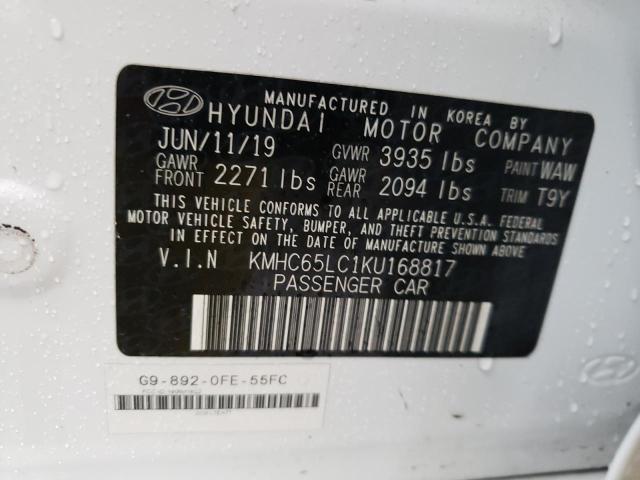 MANUFACTURED IN KOREA BY
HYUNDAI MOTOR COMPANY
JUN/11/19 GVWR 3935 lbs PAINT WAW
GAWR FRONT 2271 lbs GAWR REAR 2094 lbs TRIM T9Y
THIS VEHICLE CONFORMS TO ALL APPLICABLE U.S.A. FEDERAL
MOTOR VEHICLE SAFETY, BUMPER, AND THEFT PREVENTION STANDARDS
IN EFFECT ON THE DATE OF MANUFACTURE SHOWN ABOVE
V.I.N KMHC65LC1KU168817
PASSENGER CAR
G9-892-0FE-55FC